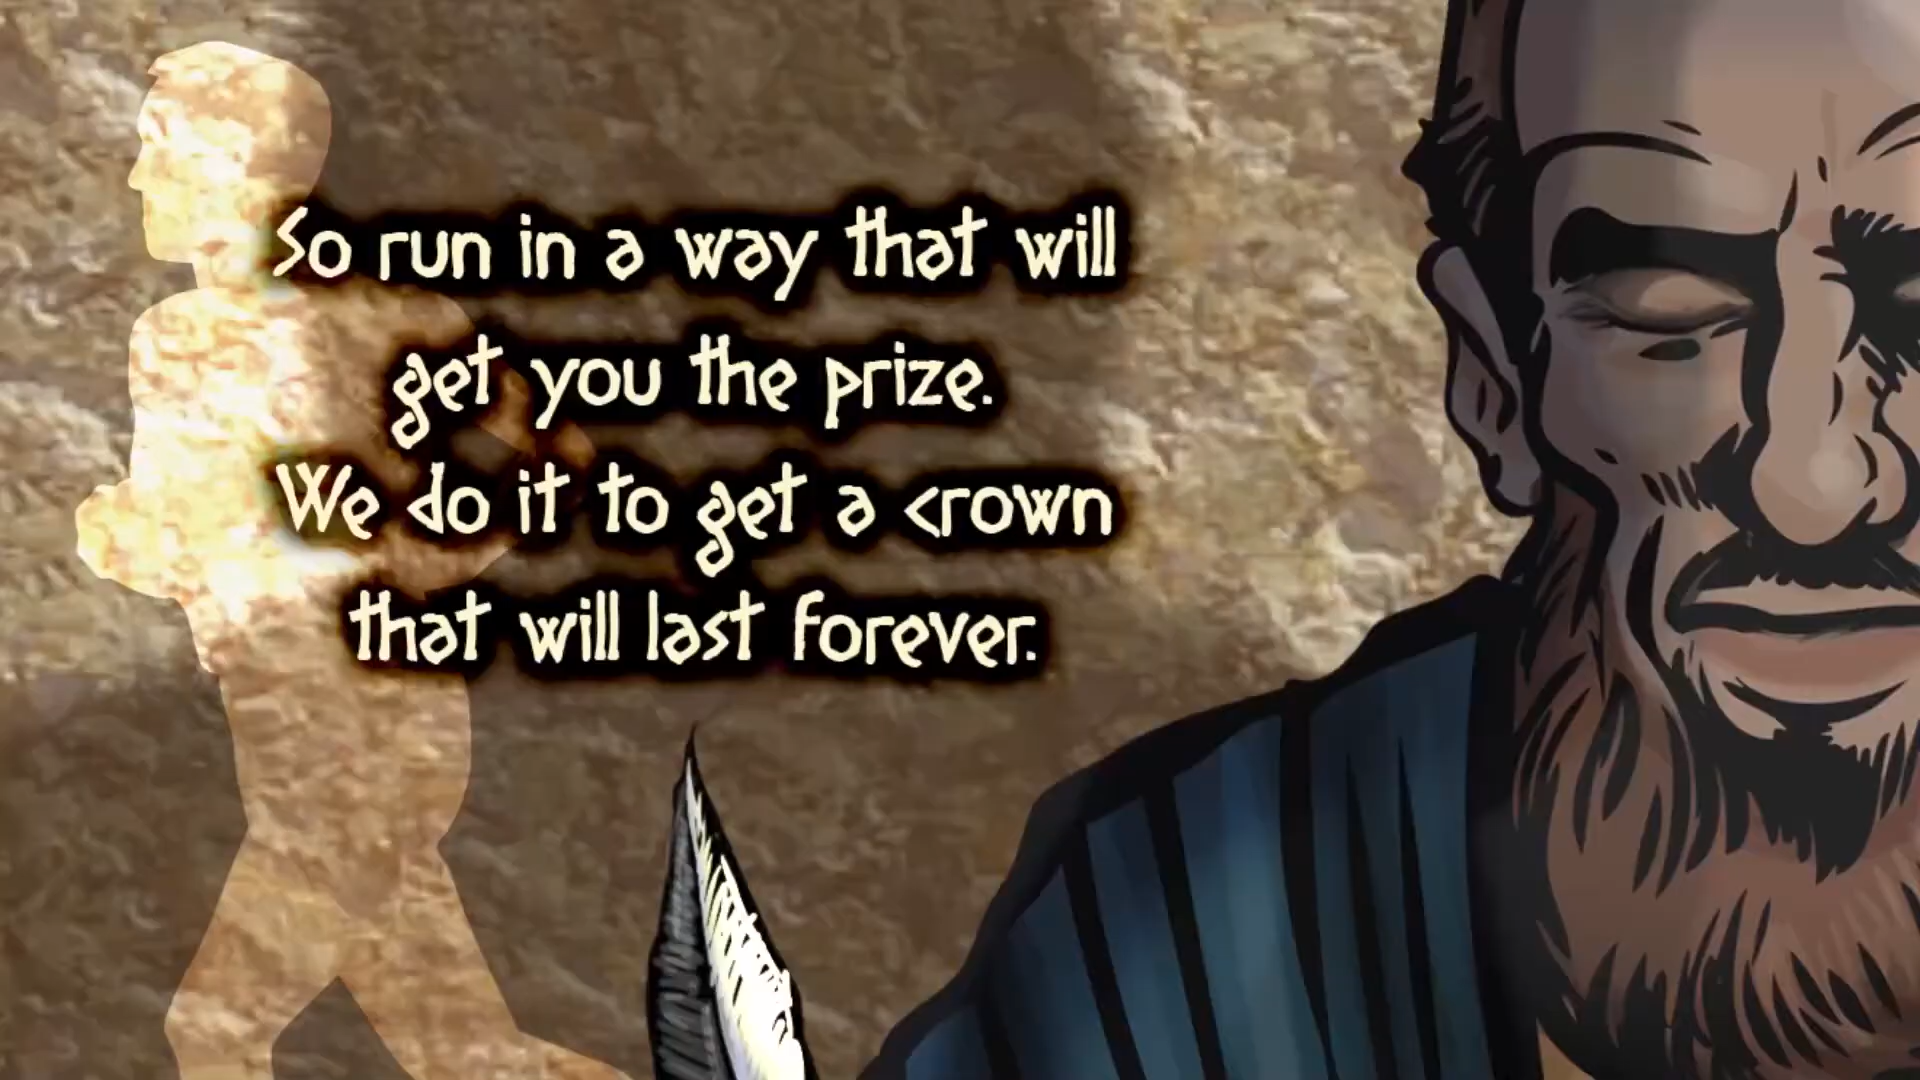 So run in a way that will
get you the prize.
We do it to get a crown
that will last forever.